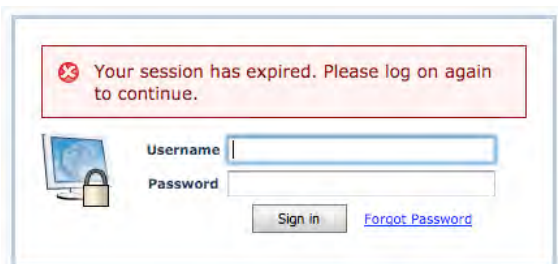 Your session has expired. Please log on again
to continue.
Username
Password
Sign in Forgot Password